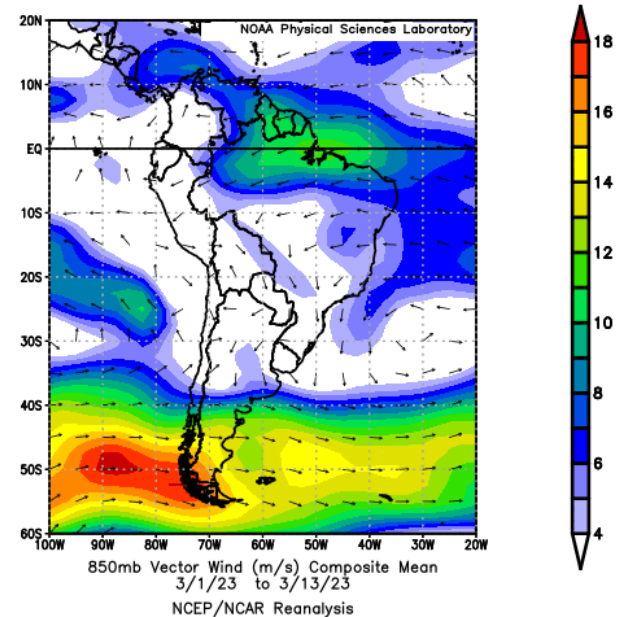 NOAA Physical Sciences Laboratory
20N
10N
EQ
10S
20S
30S
40S
50S
60S
100W 90W 80W 70W 60W 50W 40W 30W 20W
850mb Vector Wind (m/s) Composite Mean
3/1/23 to 3/13/23
NCEP/NCAR Reanalysis
18
16
14
12
10
8
6
4